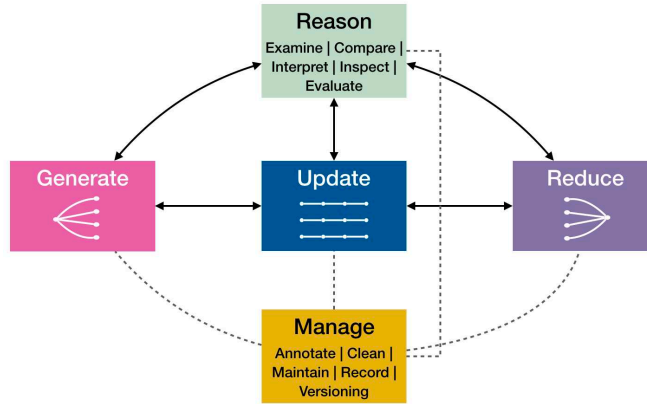 Reason
Examine | Compare |
Interpret | Inspect |
Evaluate
Generate
Update
Reduce
Manage
Annotate | Clean |
Maintain | Record |
Versioning